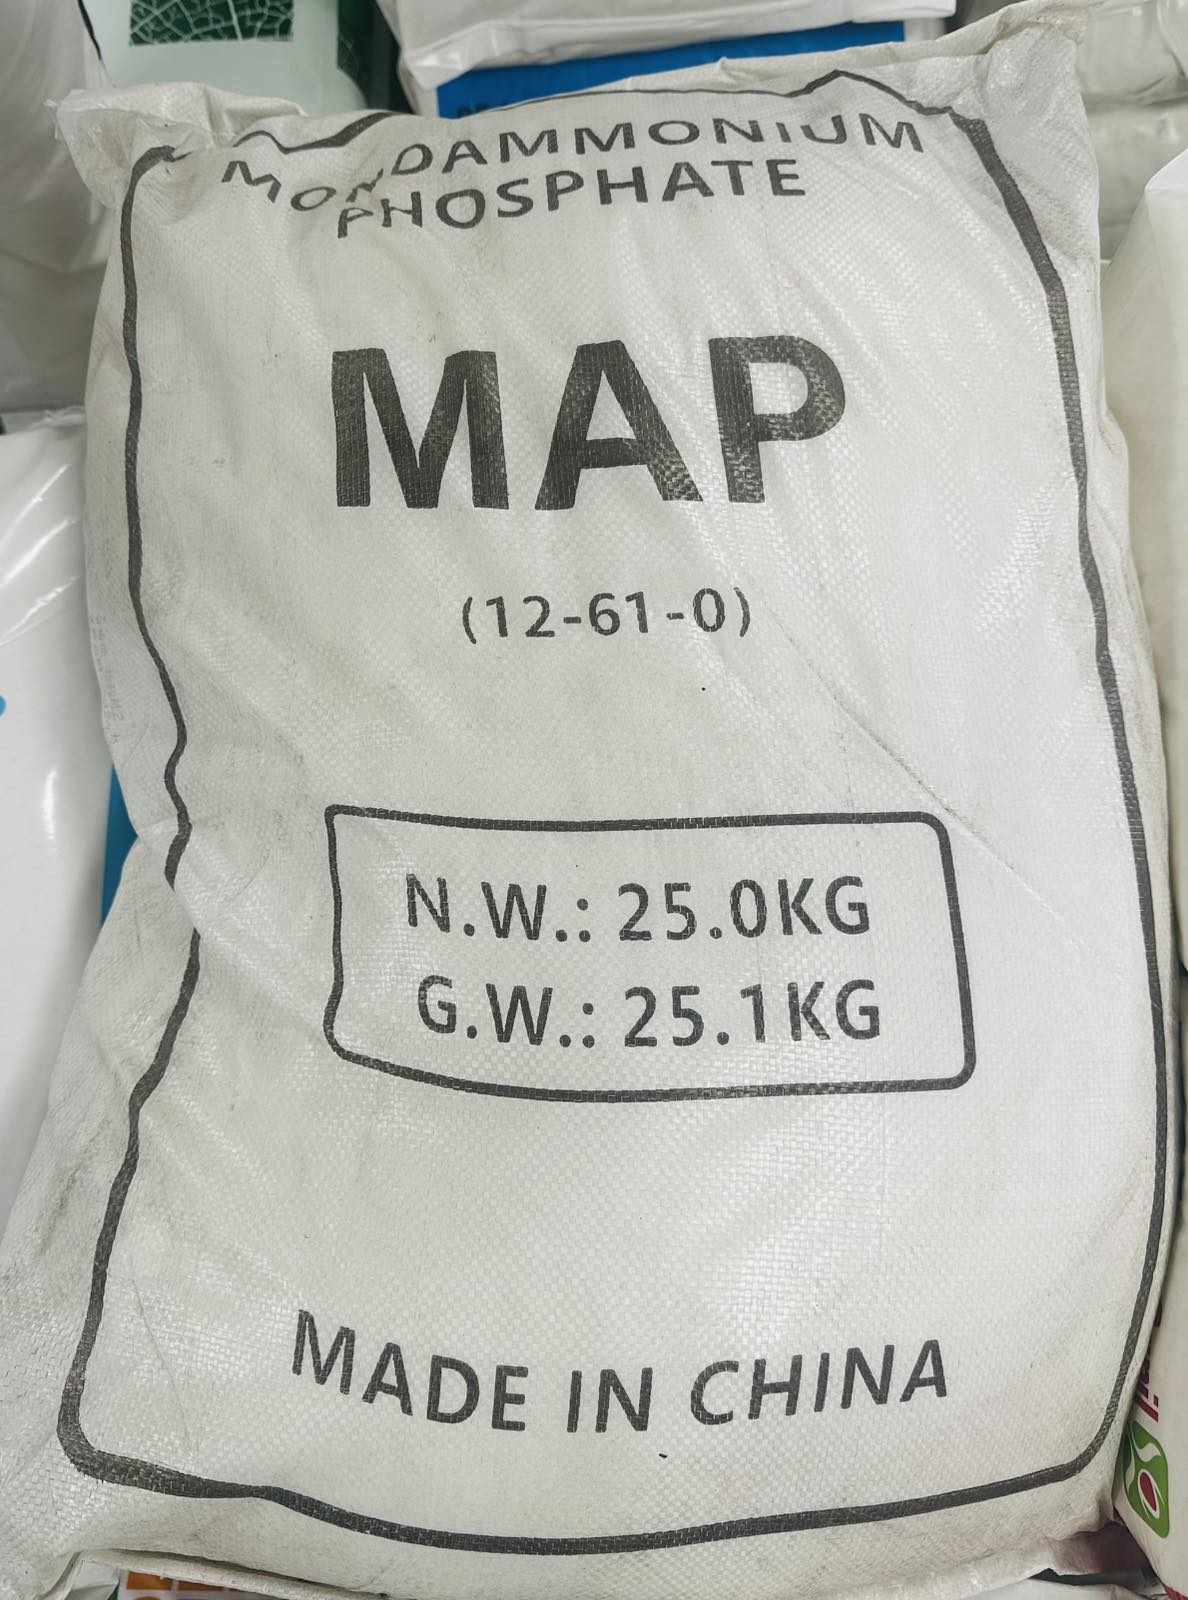 MONOAMMONIUM
PHOSPHATE
MAP
(12-61-0)
N.W.: 25.0KG
G.W.: 25.1KG
MADE IN CHINA